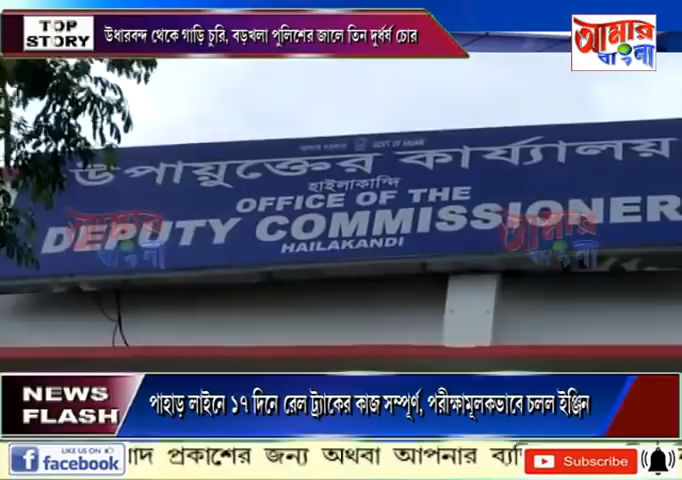 TOP STORY
উধারবন্দ থেকে গাড়ি চুরি, বড়খলা পুলিশের জালে তিন দুর্ধর্ষ চোর
আমার বাংলা
উপায়ুক্তের কার্য্যালয়
হাইলাকান্দি
OFFICE OF THE
DEPUTY COMMISSIONER
HAILAKANDI
NEWS FLASH
পাহাড় লাইনে ১৭ দিনে রেল ট্র্যাকের কাজ সম্পূর্ণ, পরীক্ষামূলকভাবে চলল ইঞ্জিন
LIKE US ON
facebook
প্রকাশের জন্য অথবা আপনার
Subscribe